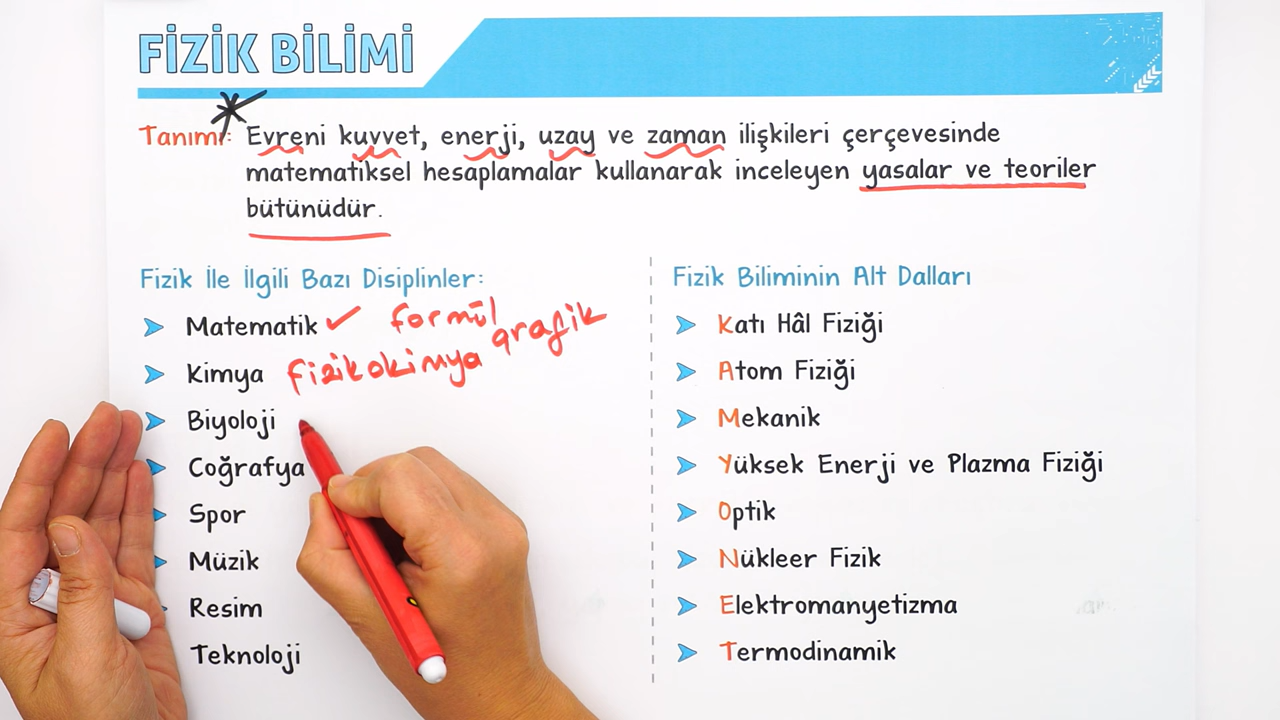 FİZİK BİLİMİ
Tanımı: Evreni kuvvet, enerji, uzay ve zaman ilişkileri çerçevesinde
matematiksel hesaplamalar kullanarak inceleyen yasalar ve teoriler
bütünüdür.
Fizik İle İlgili Bazı Disiplinler:
Matematik ✓ formül grafik
Kimya fizikokimya
Biyoloji
Coğrafya
Spor
Müzik
Resim
Teknoloji
Fizik Biliminin Alt Dalları
Katı Hâl Fiziği
Atom Fiziği
Mekanik
Yüksek Enerji ve Plazma Fiziği
Optik
Nükleer Fizik
Elektromanyetizma
Termodinamik